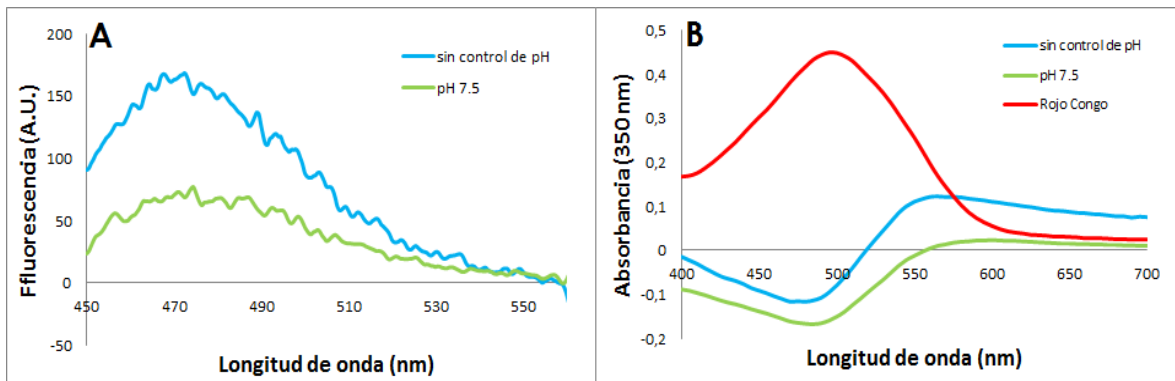 A
200
150
100
50
0
-50
450
470
490
510
530
550
Ffluorescencia (A.U.)
Longitud de onda (nm)
sin control de pH
pH 7.5
B
0,5
0,4
0,3
0,2
0,1
0
-0,1
-0,2
400
450
500
550
600
650
700
Absorbancia (350 nm)
Longitud de onda (nm)
sin control de pH
pH 7.5
Rojo Congo